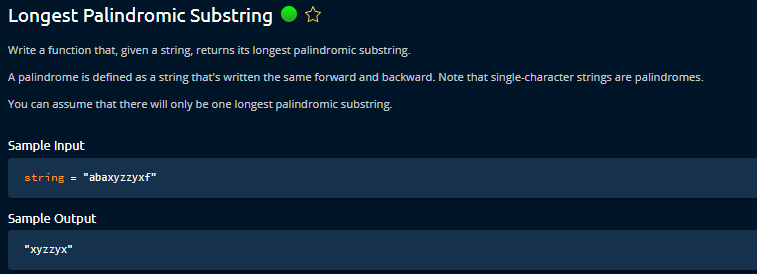 Longest Palindromic Substring
Write a function that, given a string, returns its longest palindromic substring.
A palindrome is defined as a string that's written the same forward and backward. Note that single-character strings are palindromes.
You can assume that there will only be one longest palindromic substring.
Sample Input
string = "abaxyzzyxf"
Sample Output
"xyzzyx"